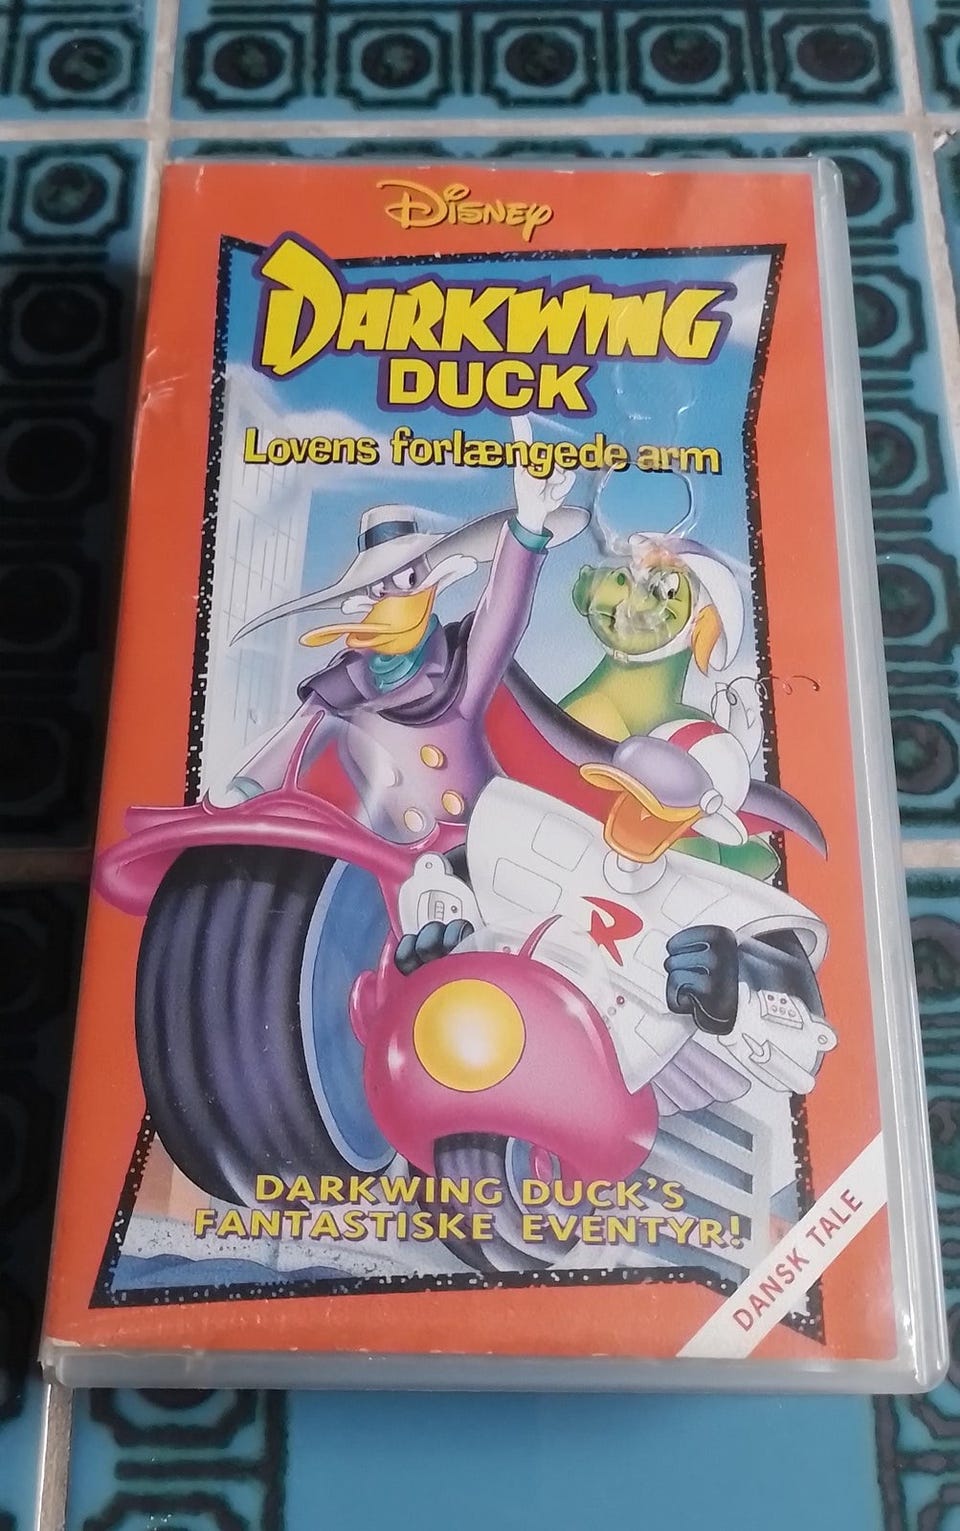 Disney
DARKWING
DUCK
Lovens forlængede arm
R
DARKWING DUCK'S
FANTASTISKE EVENTYR!
DANSK TALE